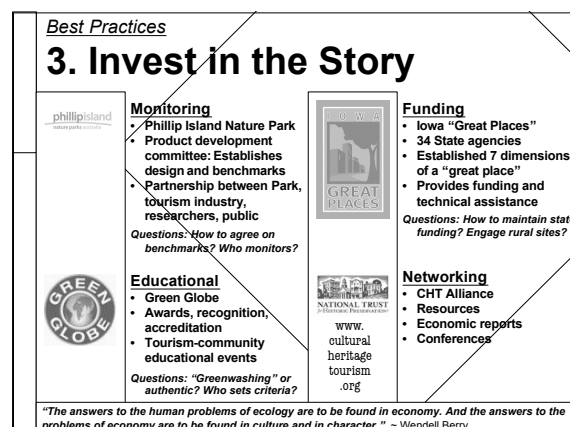 Best Practices
3. Invest in the Story
phillipisland
nature parks australia
Monitoring
• Phillip Island Nature Park
• Product development
committee: Establishes
design and benchmarks
• Partnership between Park,
tourism industry,
researchers, public
Questions: How to agree on
benchmarks? Who monitors?
GREEN
GLOBE
Educational
• Green Globe
• Awards, recognition,
accreditation
• Tourism-community
educational events
Questions: "Greenwashing" or
authentic? Who sets criteria?
IOWA
GREAT
PLACES
Funding
• Iowa "Great Places"
• 34 State agencies
• Established 7 dimensions
of a "great place"
• Provides funding and
technical assistance
Questions: How to maintain stat
funding? Engage rural sites?
NATIONAL TRUST
for HISTORIC PRESERVATION
www.
cultural
heritage
tourism
.org
Networking
• CHT Alliance
• Resources
• Economic reports
• Conferences
"The answers to the human problems of ecology are to be found in economy. And the answers to the
problems of economy are to be found in culture and in character." ~ Wendell Berry